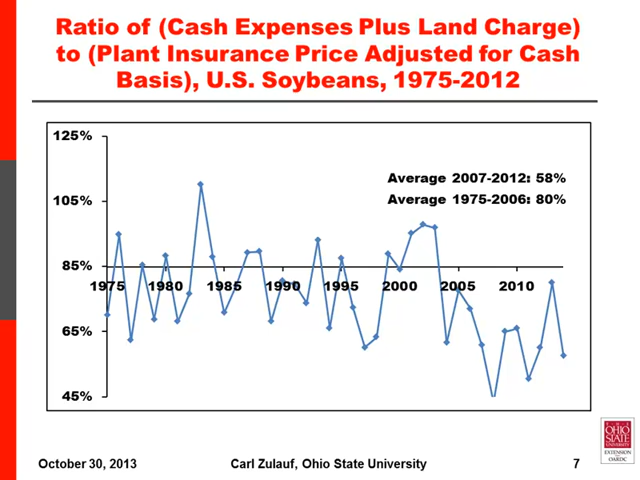 Ratio of (Cash Expenses Plus Land Charge)
to (Plant Insurance Price Adjusted for Cash
Basis), U.S. Soybeans, 1975-2012
125%
Average 2007-2012: 58%
Average 1975-2006: 80%
105%
85%
1975 1980 1985 1990 1995 2000 2005 2010
65%
45%
THE
OHIO
STATE
UNIVERSITY
EXTENSION
OARDC
October 30, 2013 Carl Zulauf, Ohio State University 7